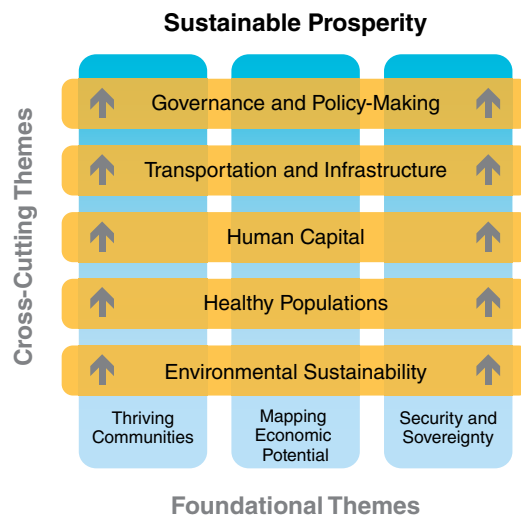 Sustainable Prosperity
Cross-Cutting Themes
Governance and Policy-Making
Transportation and Infrastructure
Human Capital
Healthy Populations
Environmental Sustainability
Thriving
Communities
Mapping
Economic
Potential
Security and
Sovereignty
Foundational Themes